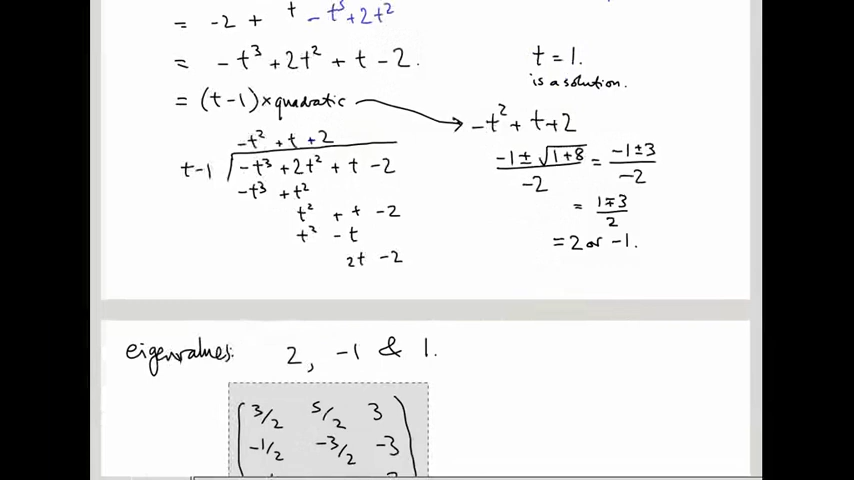 = -2 + t - t³ + 2t²
= -t³ + 2t² + t - 2.
t = 1.
is a solution.
= (t-1) × quadratic
-t² + t + 2
-t² + t + 2
t-1 -t³ + 2t² + t - 2
-t³ + t²
t² + t - 2
t² - t
2t - 2
-1 ± √1+8 / -2 = -1 ± 3 / -2
= 1 ∓ 3 / 2
= 2 or -1.
eigenvalues: 2, -1 & 1.
3/2 5/2 3
-1/2 -3/2 -3